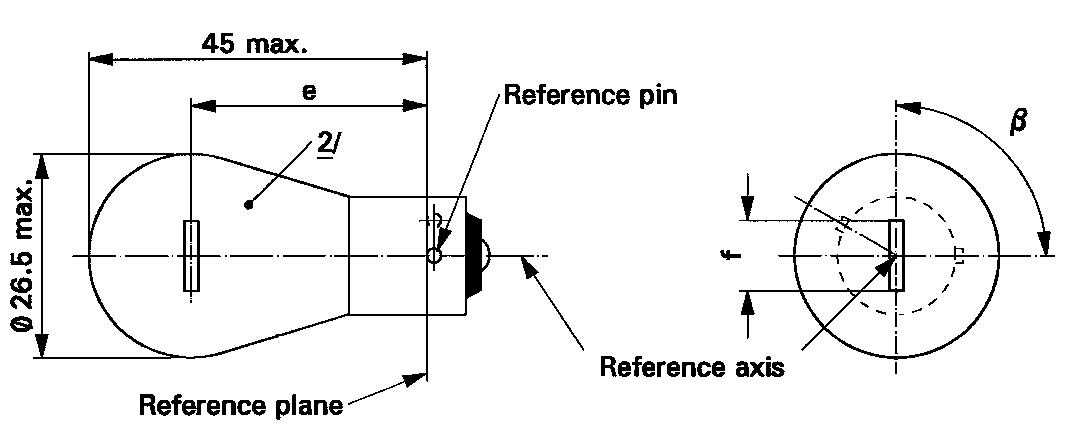 45 max.
e
Reference pin
2/
β
Ø 26.5 max.
f
Reference axis
Reference plane